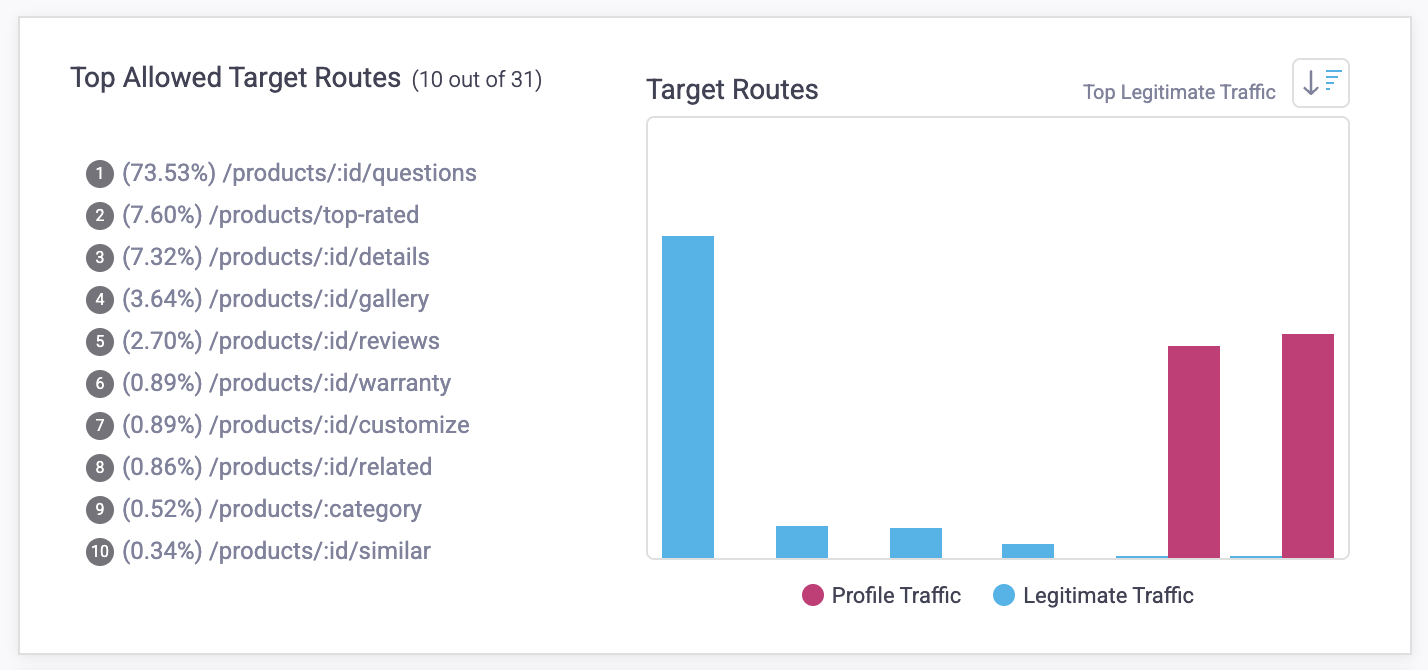 Top Allowed Target Routes (10 out of 31)
1 (73.53%) /products/:id/questions
2 (7.60%) /products/top-rated
3 (7.32%) /products/:id/details
4 (3.64%) /products/:id/gallery
5 (2.70%) /products/:id/reviews
6 (0.89%) /products/:id/warranty
7 (0.89%) /products/:id/customize
8 (0.86%) /products/:id/related
9 (0.52%) /products/:category
10 (0.34%) /products/:id/similar
Target Routes
Top Legitimate Traffic
Profile Traffic
Legitimate Traffic